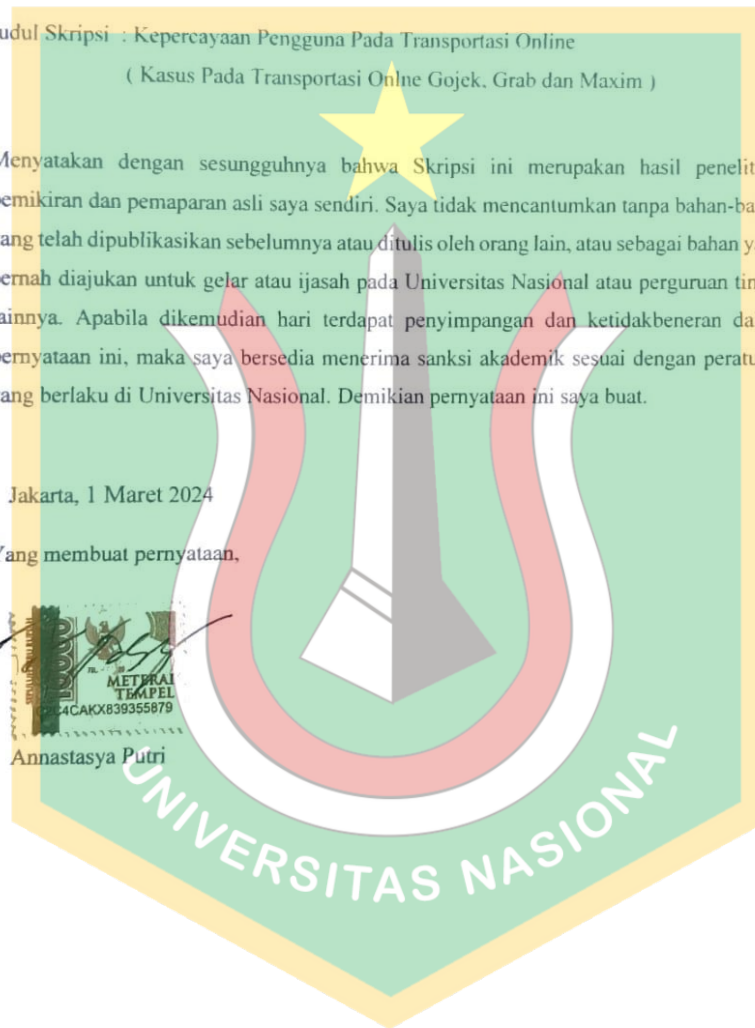 udul Skripsi : Kepercayaan Pengguna Pada Transportasi Online
( Kasus Pada Transportasi Onlne Gojek, Grab dan Maxim )
Menyatakan dengan sesungguhnya bahwa Skripsi ini merupakan hasil penelit
pemikiran dan pemaparan asli saya sendiri. Saya tidak mencantumkan tanpa bahan-ba
ang telah dipublikasikan sebelumnya atau ditulis oleh orang lain, atau sebagai bahan ya
pernah diajukan untuk gelar atau ijasah pada Universitas Nasional atau perguruan tin
ainnya. Apabila dikemudian hari terdapat penyimpangan dan ketidakbeneran da
pernyataan ini, maka saya bersedia menerima sanksi akademik sesuai dengan peratu
ang berlaku di Universitas Nasional. Demikian pernyataan ini saya buat.
Jakarta, 1 Maret 2024
Yang membuat pernyataan,
METERAI
TEMPEL
C4CAKX839355879
Annastasya Putri
UNIVERSITAS NASIONAL